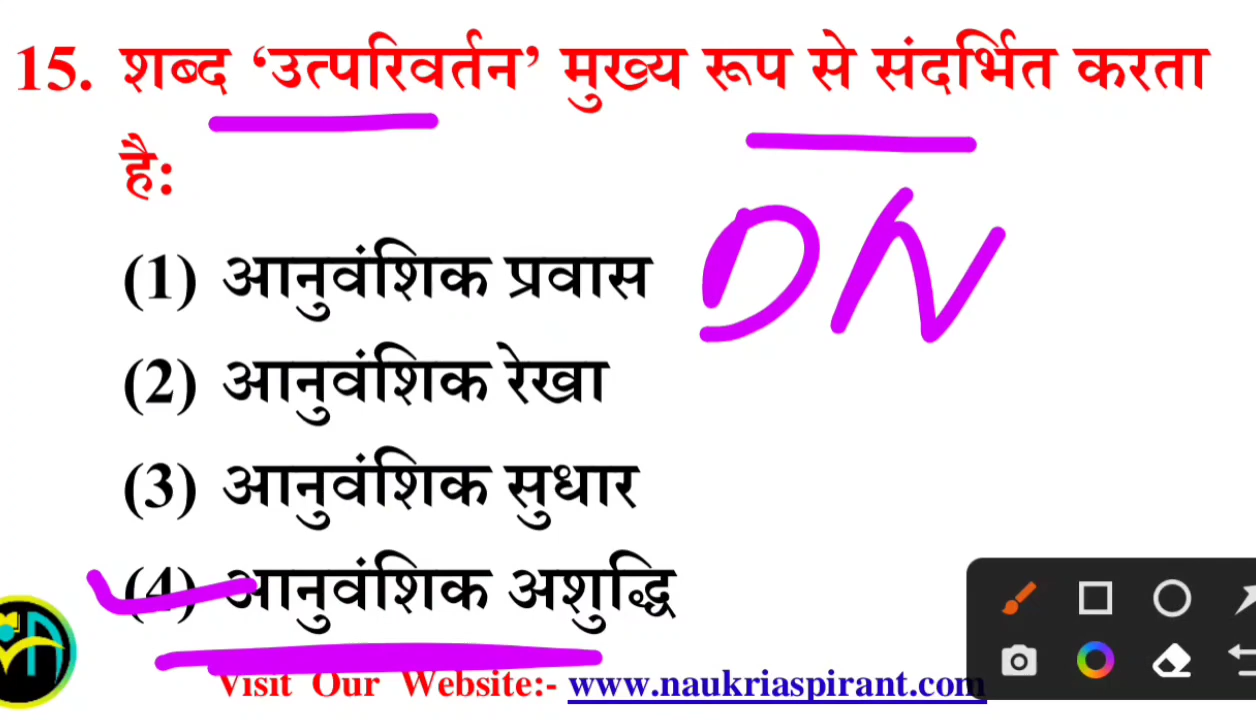 15. शब्द ‘उत्परिवर्तन’ मुख्य रूप से संदर्भित करता
है:
(1) आनुवंशिक प्रवास
DN
(2) आनुवंशिक रेखा
(3) आनुवंशिक सुधार
(4) आनुवंशिक अशुद्धि
Visit Our Website:- www.naukriaspirant.com